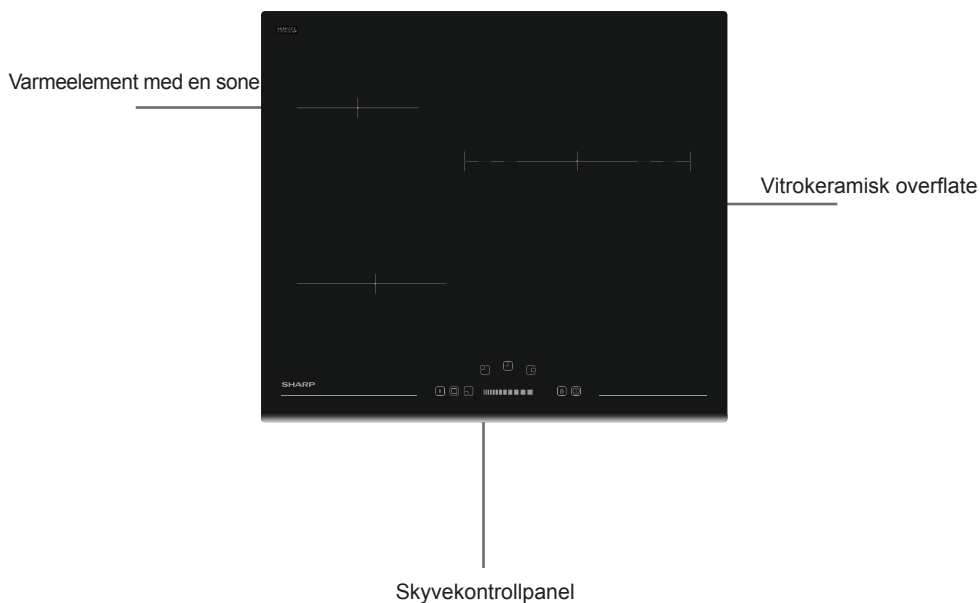 Varmeelement med en sone
Vitrokeramisk overflate
SHARP
Skyvekontrollpanel